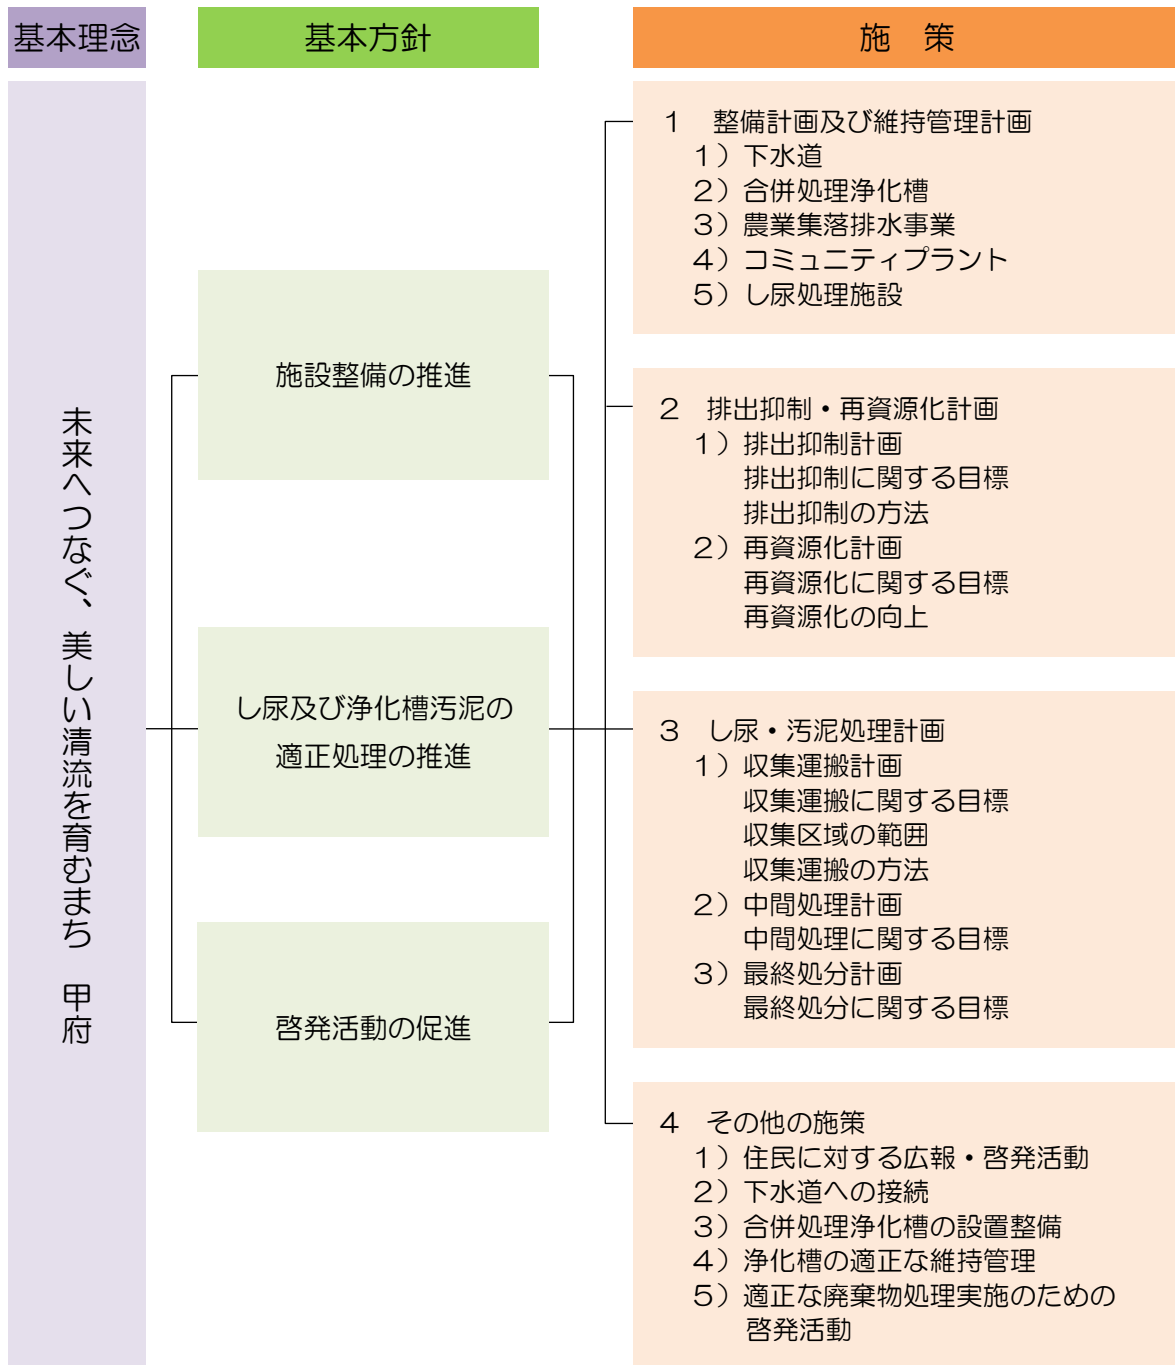 基本理念
基本方針
施　策
未来へつなぐ、美しい清流を育むまち　甲府
施設整備の推進
し尿及び浄化槽汚泥の
適正処理の推進
啓発活動の促進
１　整備計画及び維持管理計画
１）下水道
２）合併処理浄化槽
３）農業集落排水事業
４）コミュニティプラント
５）し尿処理施設
２　排出抑制・再資源化計画
１）排出抑制計画
排出抑制に関する目標
排出抑制の方法
２）再資源化計画
再資源化に関する目標
再資源化の向上
３　し尿・汚泥処理計画
１）収集運搬計画
収集運搬に関する目標
収集区域の範囲
収集運搬の方法
２）中間処理計画
中間処理に関する目標
３）最終処分計画
最終処分に関する目標
４　その他の施策
１）住民に対する広報・啓発活動
２）下水道への接続
３）合併処理浄化槽の設置整備
４）浄化槽の適正な維持管理
５）適正な廃棄物処理実施のための
啓発活動